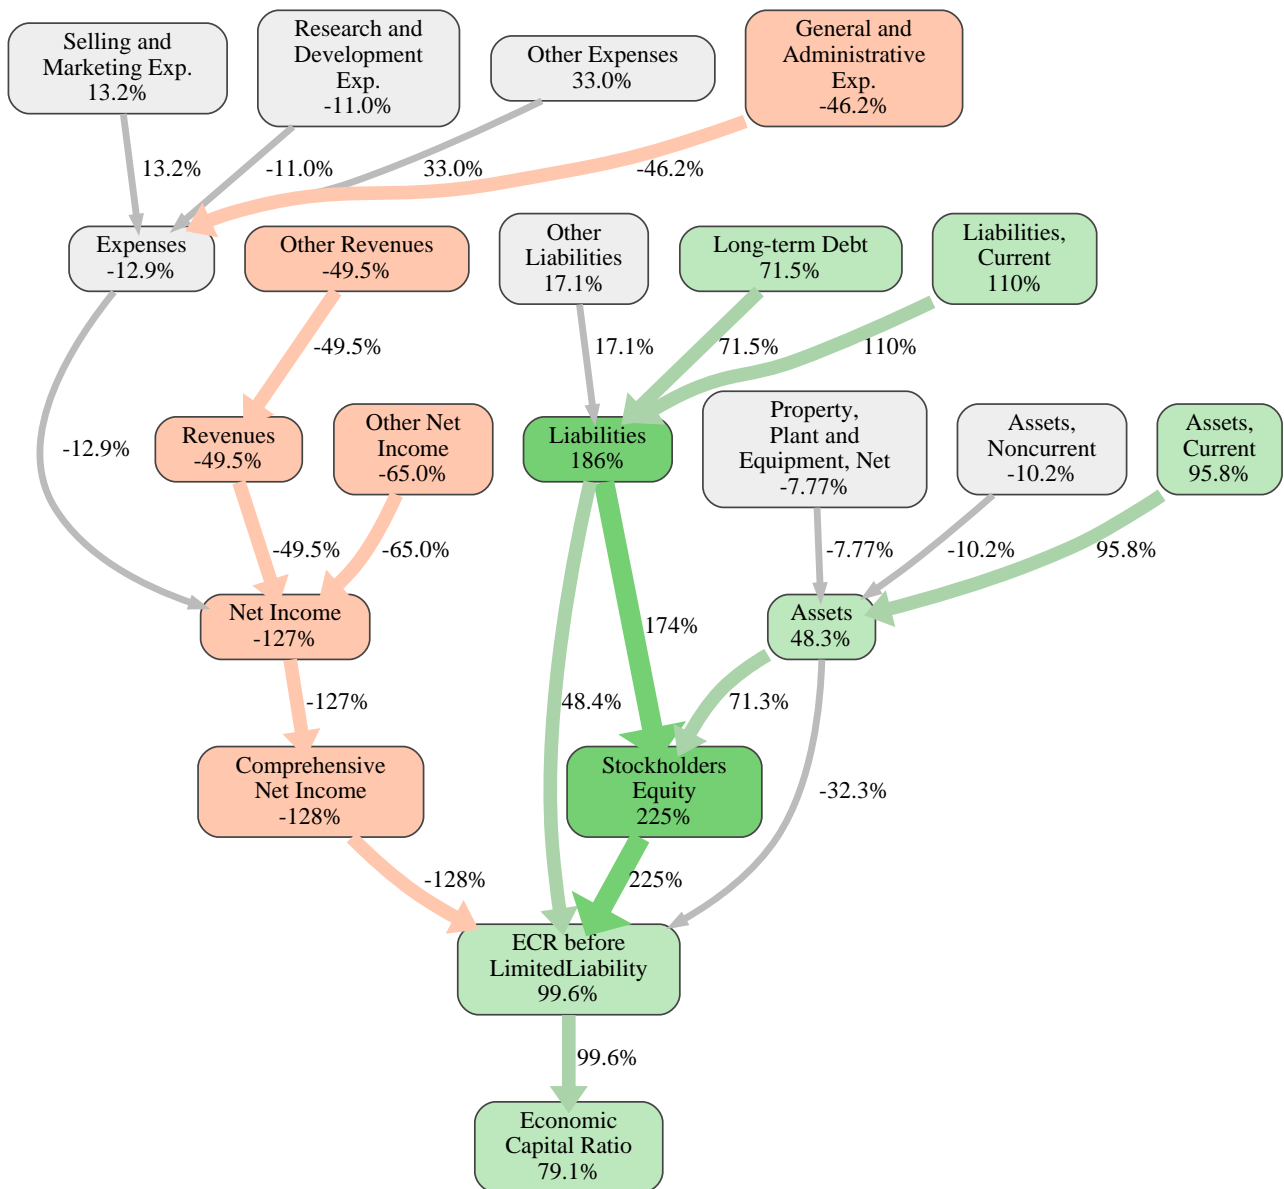 Selling and
Marketing Exp.
13.2%
Research and
Development
Exp.
-11.0%
Other Expenses
33.0%
General and
Administrative
Exp.
-46.2%
13.2%
-11.0%
33.0%
-46.2%
Expenses
-12.9%
Other Revenues
-49.5%
Other
Liabilities
17.1%
Long-term Debt
71.5%
Liabilities,
Current
110%
-49.5%
17.1%
71.5%
110%
-12.9%
Revenues
-49.5%
Other Net
Income
-65.0%
Liabilities
186%
Property,
Plant and
Equipment, Net
-7.77%
Assets,
Noncurrent
-10.2%
Assets,
Current
95.8%
-49.5%
-65.0%
-7.77%
-10.2%
95.8%
Net Income
-127%
174%
Assets
48.3%
-127%
48.4%
71.3%
-32.3%
Comprehensive
Net Income
-128%
Stockholders
Equity
225%
-128%
225%
ECR before
LimitedLiability
99.6%
99.6%
Economic
Capital Ratio
79.1%